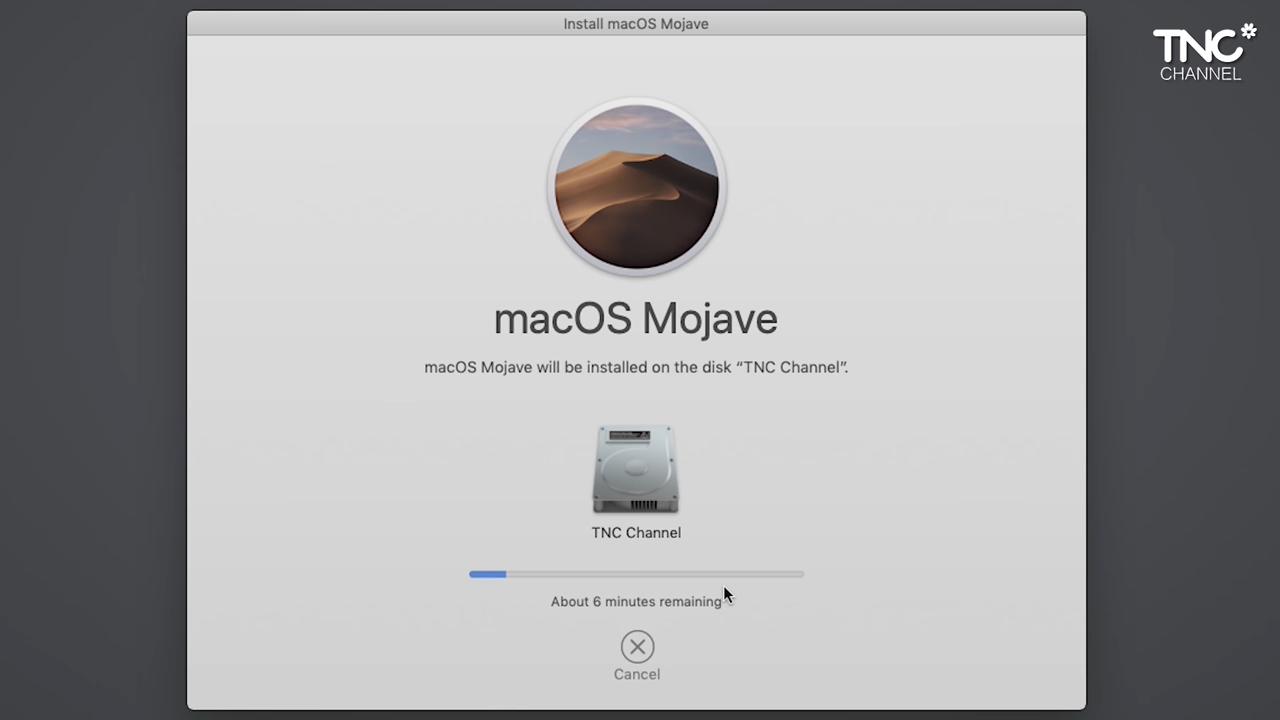 Install macOS Mojave
TNC*
CHANNEL
macOS Mojave
macOS Mojave will be installed on the disk “TNC Channel”.
TNC Channel
About 6 minutes remaining
Cancel